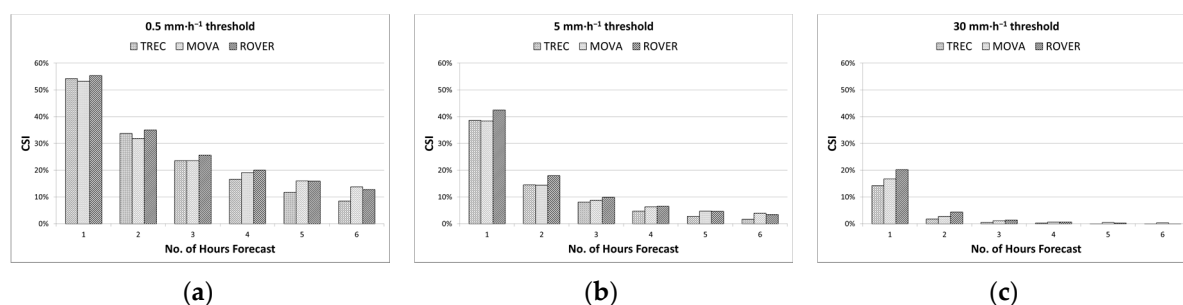 0.5 mm·h⁻¹ threshold
TREC MOVA ROVER
60%
50%
40%
30%
20%
10%
0%
CSI
1 2 3 4 5 6
No. of Hours Forecast
(a)
5 mm·h⁻¹ threshold
TREC MOVA ROVER
60%
50%
40%
30%
20%
10%
0%
CSI
1 2 3 4 5 6
No. of Hours Forecast
(b)
30 mm·h⁻¹ threshold
TREC MOVA ROVER
60%
50%
40%
30%
20%
10%
0%
CSI
1 2 3 4 5 6
No. of Hours Forecast
(c)